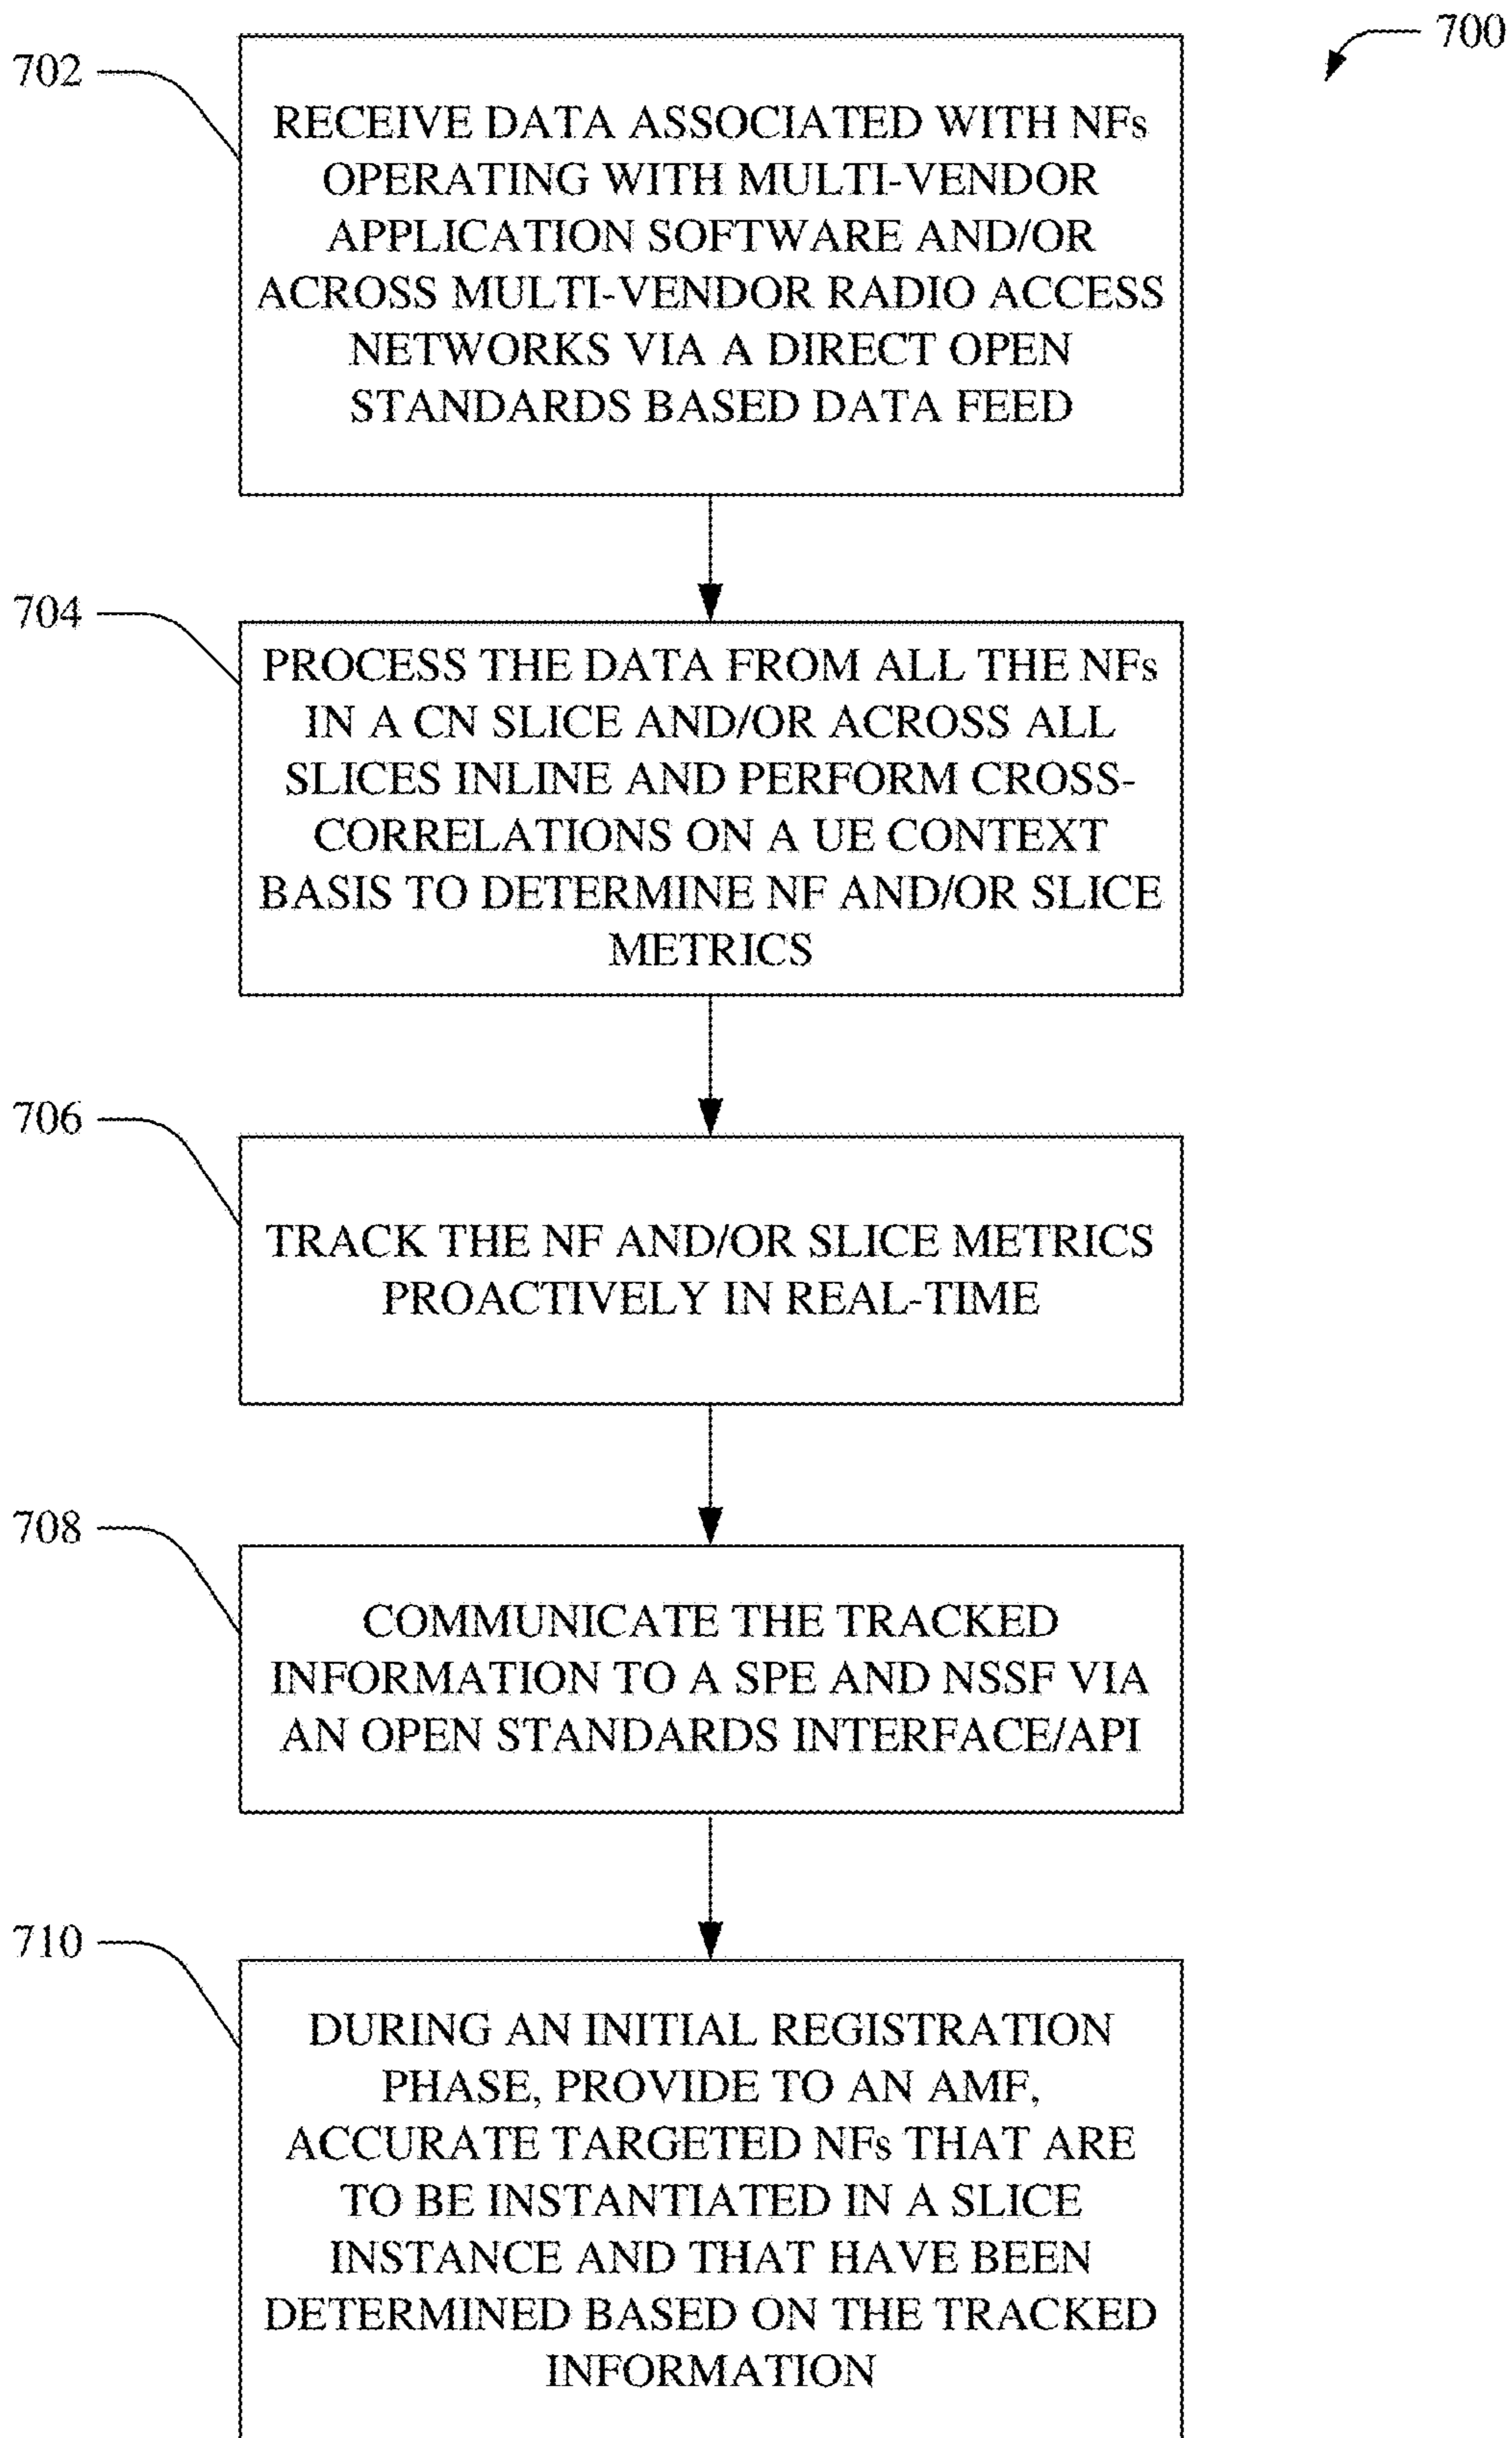 700
702
RECEIVE DATA ASSOCIATED WITH NFs
OPERATING WITH MULTI-VENDOR
APPLICATION SOFTWARE AND/OR
ACROSS MULTI-VENDOR RADIO ACCESS
NETWORKS VIA A DIRECT OPEN
STANDARDS BASED DATA FEED
704
PROCESS THE DATA FROM ALL THE NFs
IN A CN SLICE AND/OR ACROSS ALL
SLICES INLINE AND PERFORM CROSS-
CORRELATIONS ON A UE CONTEXT
BASIS TO DETERMINE NF AND/OR SLICE
METRICS
706
TRACK THE NF AND/OR SLICE METRICS
PROACTIVELY IN REAL-TIME
708
COMMUNICATE THE TRACKED
INFORMATION TO A SPE AND NSSF VIA
AN OPEN STANDARDS INTERFACE/API
710
DURING AN INITIAL REGISTRATION
PHASE, PROVIDE TO AN AMF,
ACCURATE TARGETED NFs THAT ARE
TO BE INSTANTIATED IN A SLICE
INSTANCE AND THAT HAVE BEEN
DETERMINED BASED ON THE TRACKED
INFORMATION